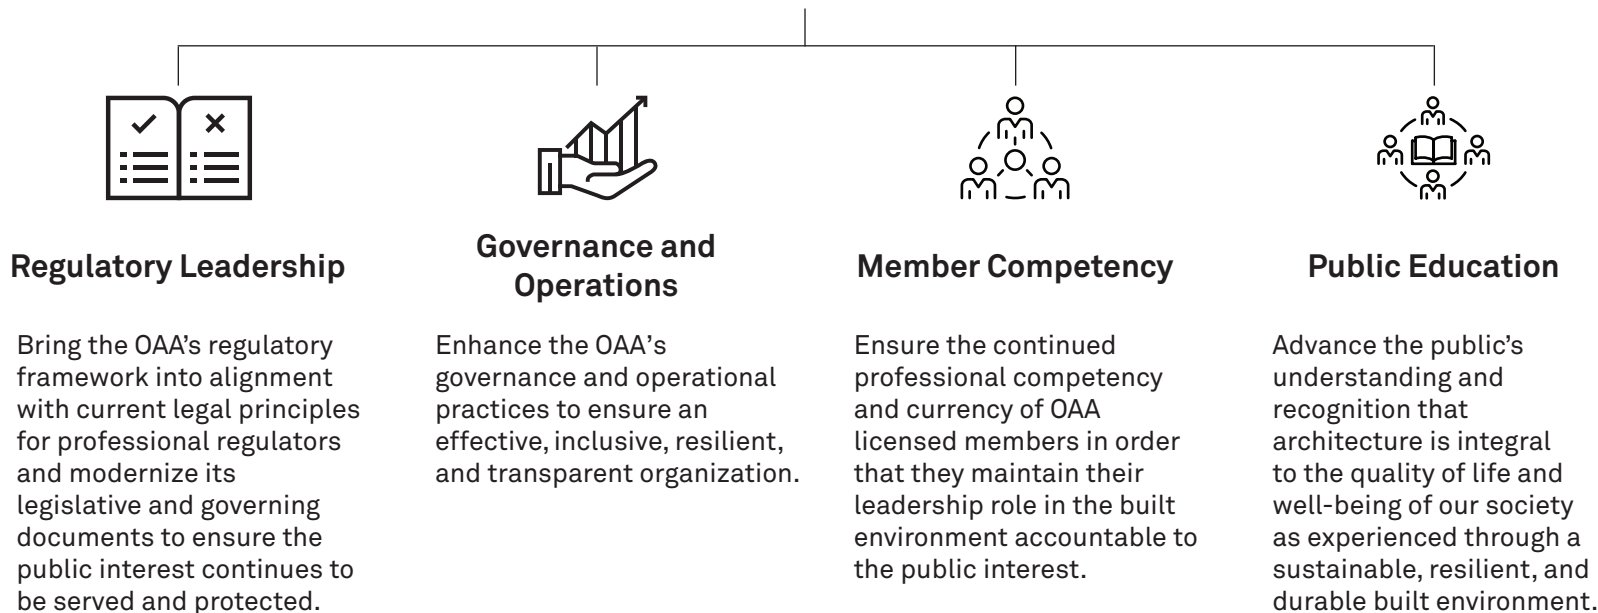 Regulatory Leadership
Bring the OAA's regulatory
framework into alignment
with current legal principles
for professional regulators
and modernize its
legislative and governing
documents to ensure the
public interest continues to
be served and protected.
Governance and
Operations
Enhance the OAA's
governance and operational
practices to ensure an
effective, inclusive, resilient,
and transparent organization.
Member Competency
Ensure the continued
professional competency
and currency of OAA
licensed members in order
that they maintain their
leadership role in the built
environment accountable to
the public interest.
Public Education
Advance the public's
understanding and
recognition that
architecture is integral
to the quality of life and
well-being of our society
as experienced through a
sustainable, resilient, and
durable built environment.